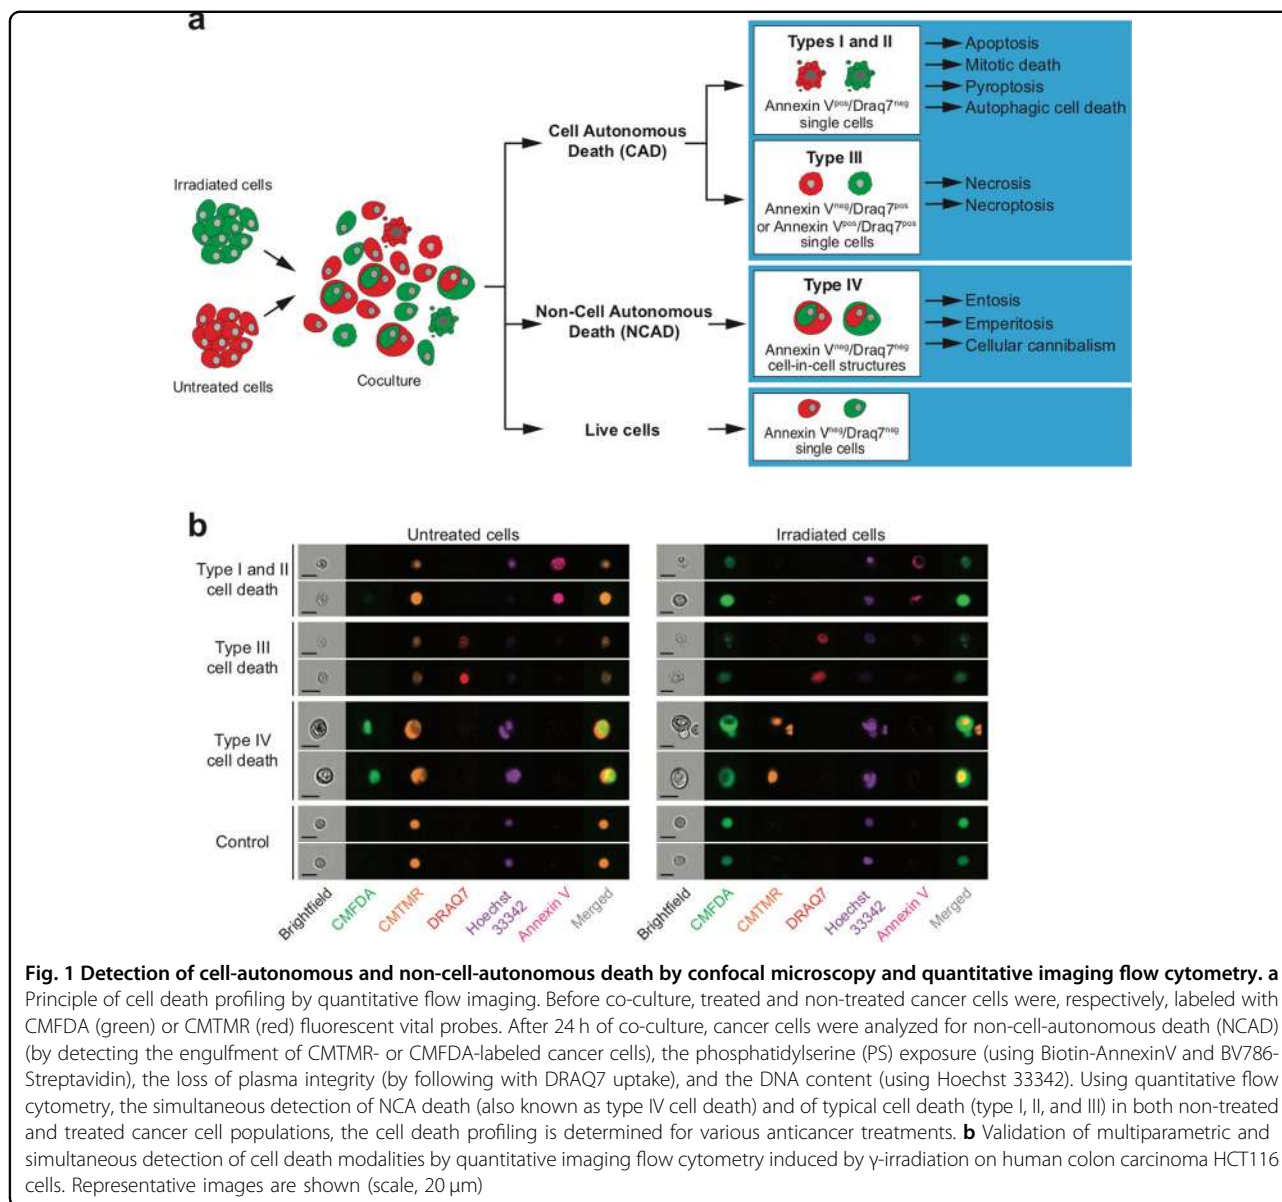 a
Irradiated cells
Untreated cells
Coculture
Cell Autonomous
Death (CAD)
Non-Cell Autonomous
Death (NCAD)
Live cells
Types I and II
Annexin Vpos/Draq7neg
single cells
Apoptosis
Mitotic death
Pyroptosis
Autophagic cell death
Type III
Annexin Vneg/Draq7pos
or Annexin Vpos/Draq7pos
single cells
Necrosis
Necroptosis
Type IV
Annexin Vneg/Draq7neg
cell-in-cell structures
Entosis
Emperitosis
Cellular cannibalism
Annexin Vneg/Draq7neg
single cells
b
Untreated cells
Irradiated cells
Type I and II
cell death
Type III
cell death
Type IV
cell death
Control
Brightfield
CMFDA
CMTMR
DRAQ7
Hoechst
33342
Annexin V
Merged
Brightfield
CMFDA
CMTMR
DRAQ7
Hoechst
33342
Annexin V
Merged
Fig. 1 Detection of cell-autonomous and non-cell-autonomous death by confocal microscopy and quantitative imaging flow cytometry. a
Principle of cell death profiling by quantitative flow imaging. Before co-culture, treated and non-treated cancer cells were, respectively, labeled with
CMFDA (green) or CMTMR (red) fluorescent vital probes. After 24 h of co-culture, cancer cells were analyzed for non-cell-autonomous death (NCAD)
(by detecting the engulfment of CMTMR- or CMFDA-labeled cancer cells), the phosphatidylserine (PS) exposure (using Biotin-AnnexinV and BV786-
Streptavidin), the loss of plasma integrity (by following with DRAQ7 uptake), and the DNA content (using Hoechst 33342). Using quantitative flow
cytometry, the simultaneous detection of NCA death (also known as type IV cell death) and of typical cell death (type I, II, and III) in both non-treated
and treated cancer cell populations, the cell death profiling is determined for various anticancer treatments. b Validation of multiparametric and
simultaneous detection of cell death modalities by quantitative imaging flow cytometry induced by γ-irradiation on human colon carcinoma HCT116
cells. Representative images are shown (scale, 20 μm)